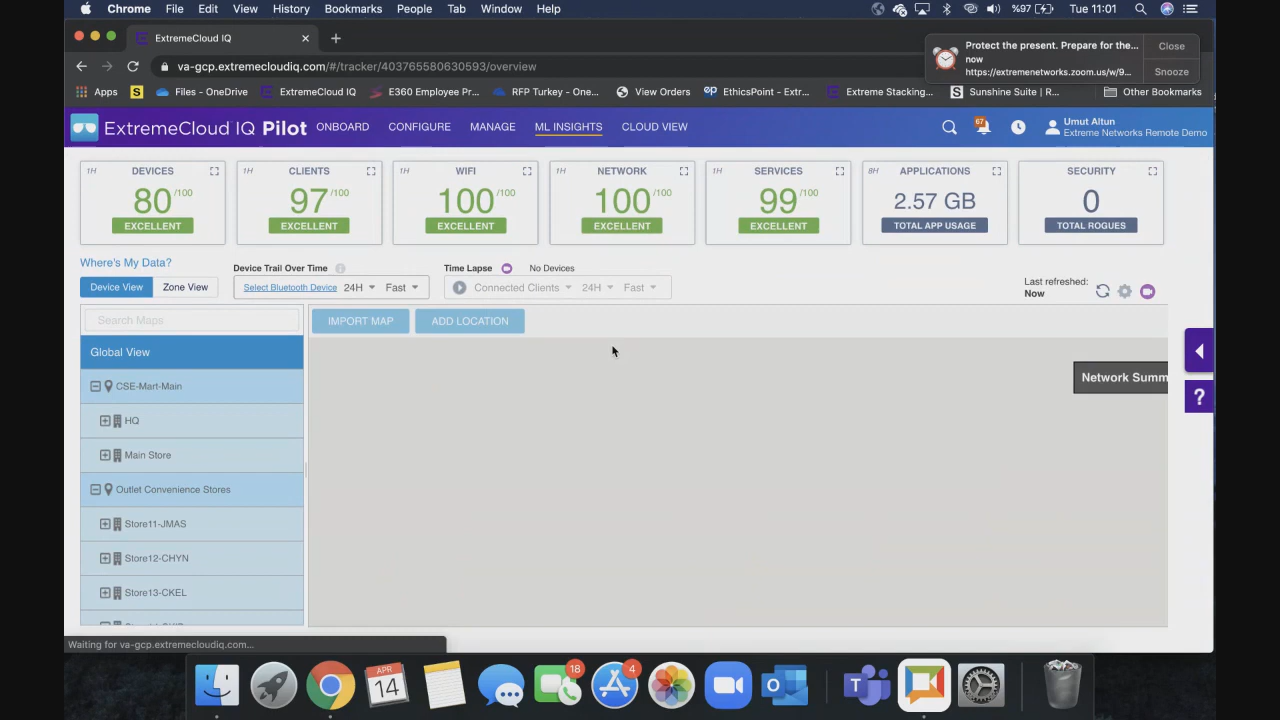 Chrome File Edit View History Bookmarks People Tab Window Help %97 Tue 11:01
ExtremeCloud IQ
Protect the present. Prepare for the...
now
https://extremenetworks.zoom.us/w/9...
Close
Snooze
va-gcp.extremecloudiq.com/#/tracker/403765580630593/overview
Apps S Files - OneDrive ExtremeCloud IQ E360 Employee Pr... RFP Turkey - One... View Orders EthicsPoint - Extr... Extreme Stacking... Sunshine Suite | R... Other Bookmarks
ExtremeCloud IQ Pilot ONBOARD CONFIGURE MANAGE ML INSIGHTS CLOUD VIEW 67
Umut Altun
Extreme Networks Remote Demo
1H DEVICES 1H CLIENTS 1H WIFI 1H NETWORK 1H SERVICES 8H APPLICATIONS SECURITY
80/100 97/100 100/100 100/100 99/100 2.57 GB 0
EXCELLENT EXCELLENT EXCELLENT EXCELLENT EXCELLENT TOTAL APP USAGE TOTAL ROGUES
Where's My Data?
Device View Zone View
Device Trail Over Time
Select Bluetooth Device 24H Fast
Time Lapse No Devices
Connected Clients 24H Fast
Last refreshed:
Now
Search Maps
IMPORT MAP ADD LOCATION
Global View
CSE-Mart-Main
HQ
Main Store
Outlet Convenience Stores
Store11-JMAS
Store12-CHYN
Store13-CKEL
Network Summ
?
Waiting for va-gcp.extremecloudiq.com...
APR
14
18
4